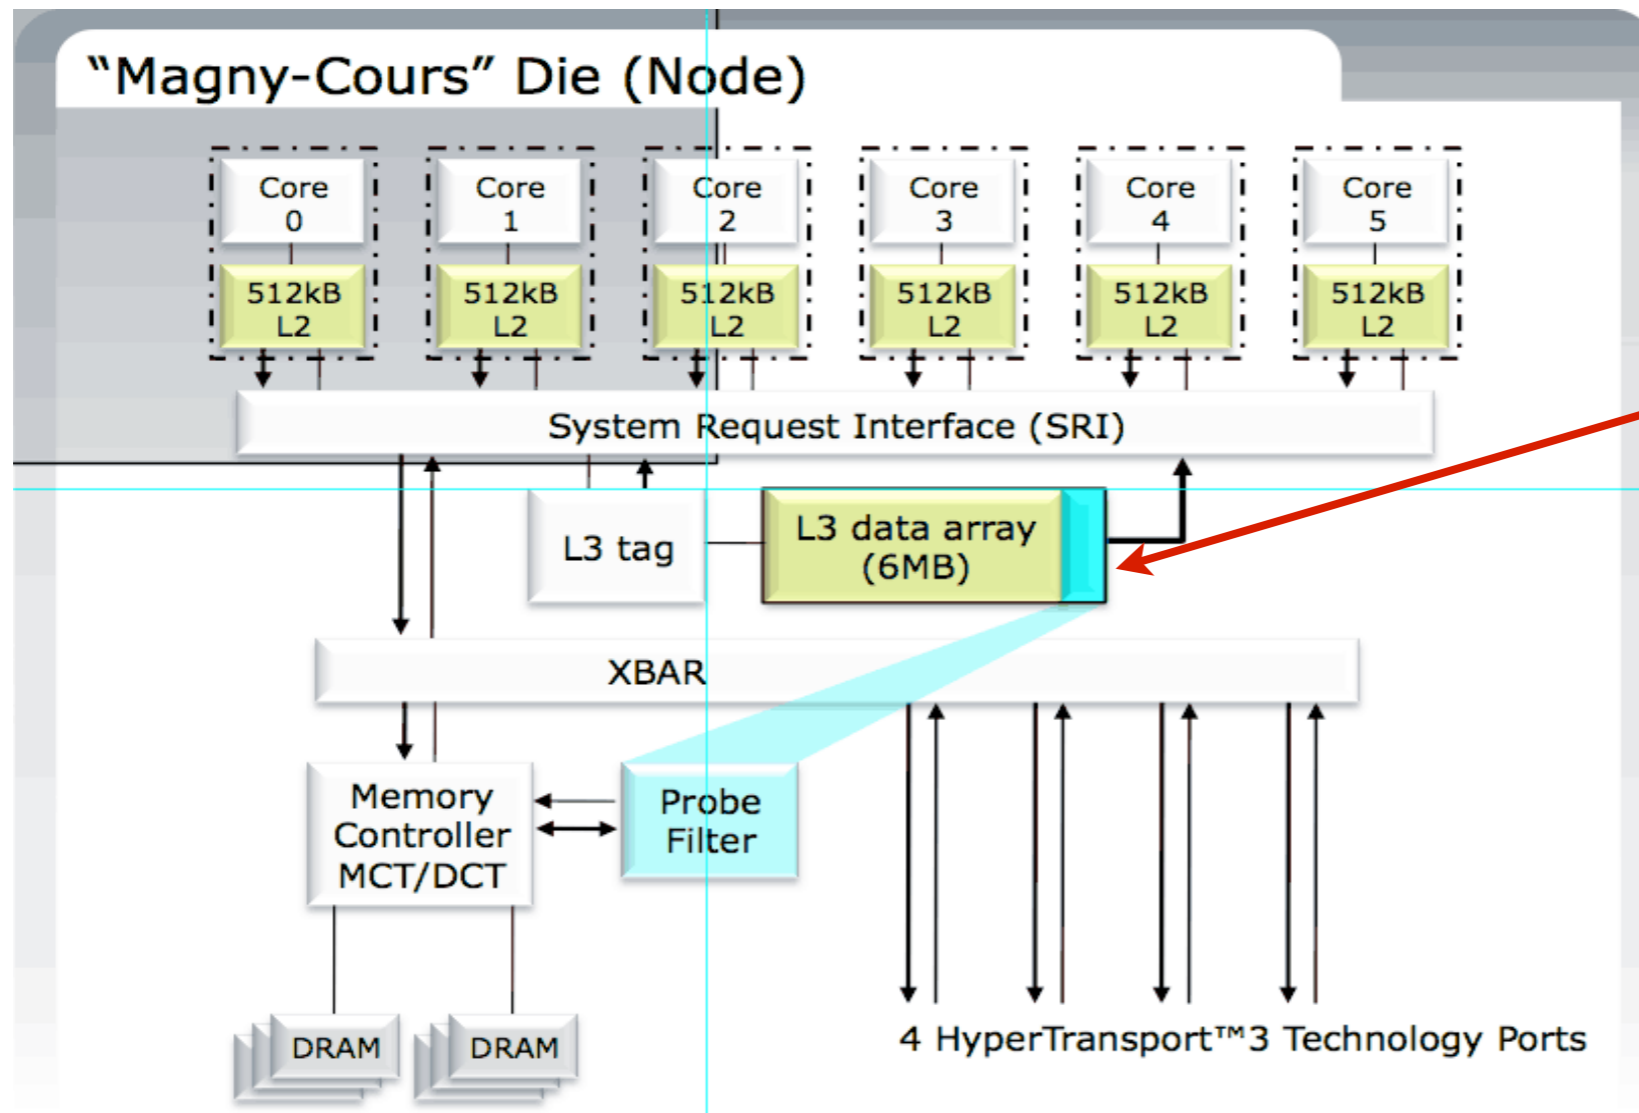 “Magny-Cours” Die (Node)
Core
0
Core
1
Core
2
Core
3
Core
4
Core
5
512kB
L2
512kB
L2
512kB
L2
512kB
L2
512kB
L2
512kB
L2
System Request Interface (SRI)
L3 tag
L3 data array
(6MB)
XBAR
Memory
Controller
MCT/DCT
Probe
Filter
DRAM
DRAM
4 HyperTransport™3 Technology Ports